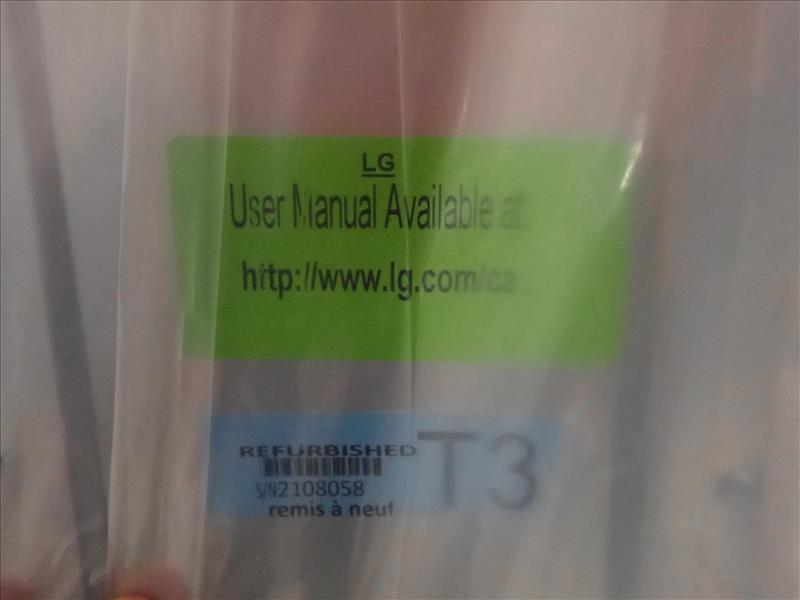 LG
User Manual Available at
http://www.lg.com/ca
REFURBISHED
T3
S/N2108058
remis à neuf